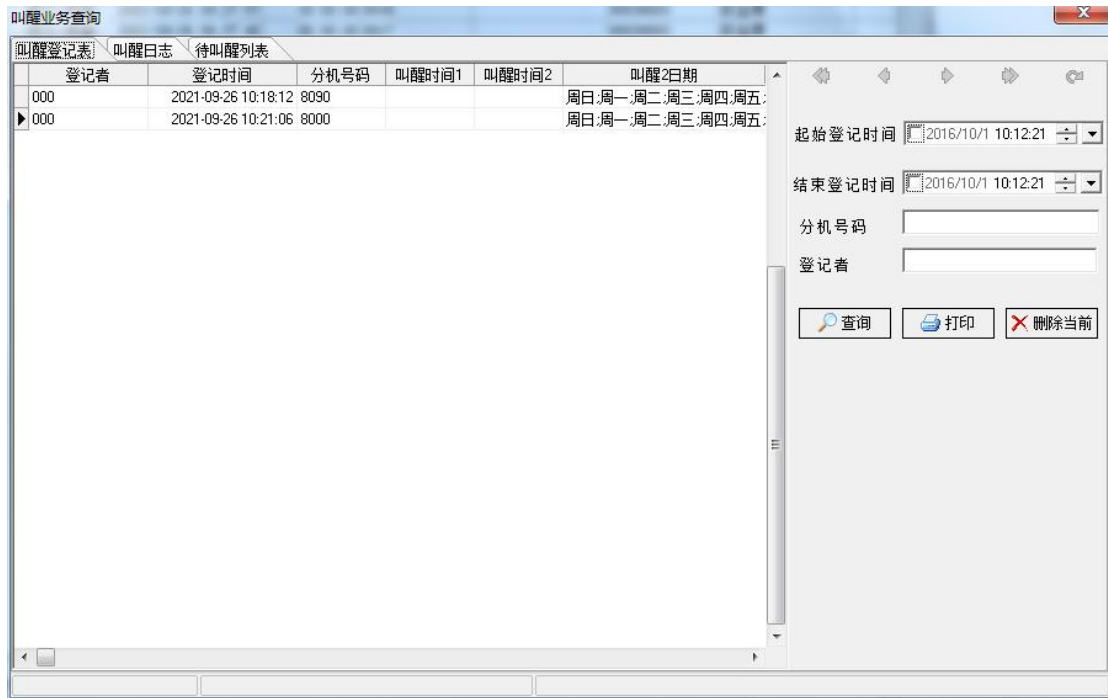 叫醒业务查询
叫醒登记表 叫醒日志 待叫醒列表
登记者 登记时间 分机号码 叫醒时间1 叫醒时间2 叫醒2日期
000 2021-09-26 10:18:12 8090 周日;周一;周二;周三;周四;周五;
000 2021-09-26 10:21:06 8000 周日;周一;周二;周三;周四;周五;
起始登记时间 2016/10/1 10:12:21
结束登记时间 2016/10/1 10:12:21
分机号码
登记者
查询 打印 删除当前